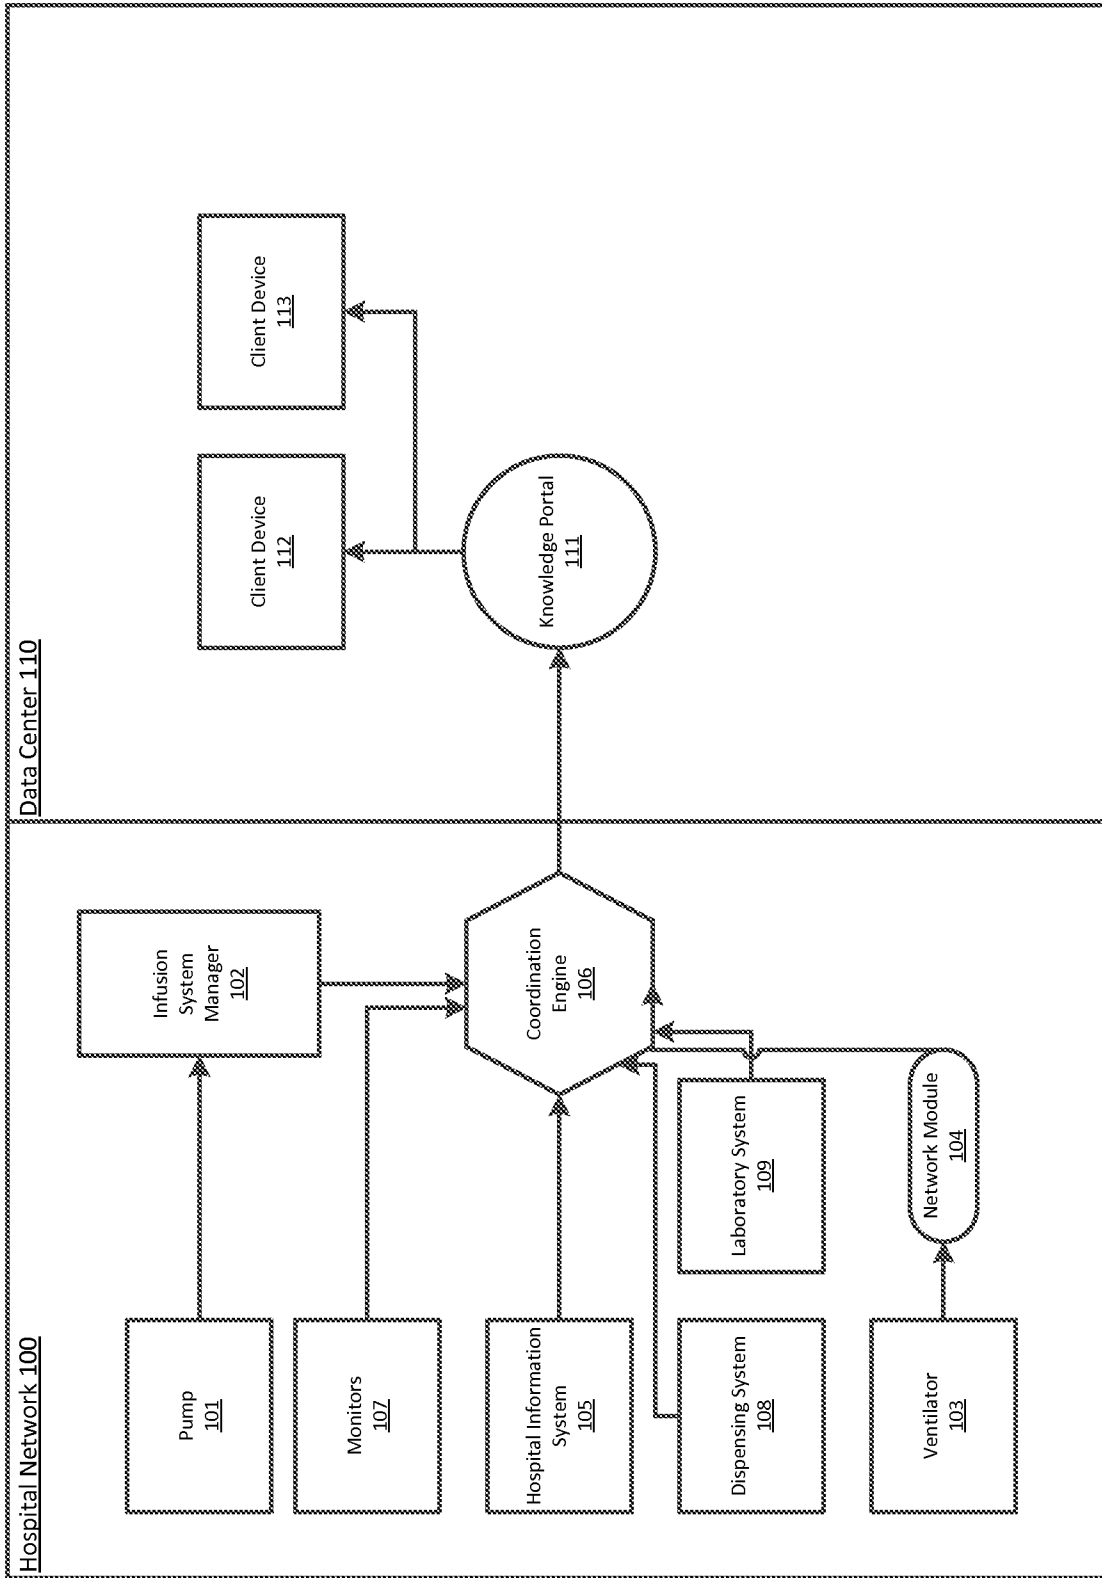 Hospital Network 100
Data Center 110
Pump
101
Infusion
System
Manager
102
Monitors
107
Hospital Information
System
105
Dispensing System
108
Laboratory System
109
Ventilator
103
Network Module
104
Coordination
Engine
106
Knowledge Portal
111
Client Device
112
Client Device
113